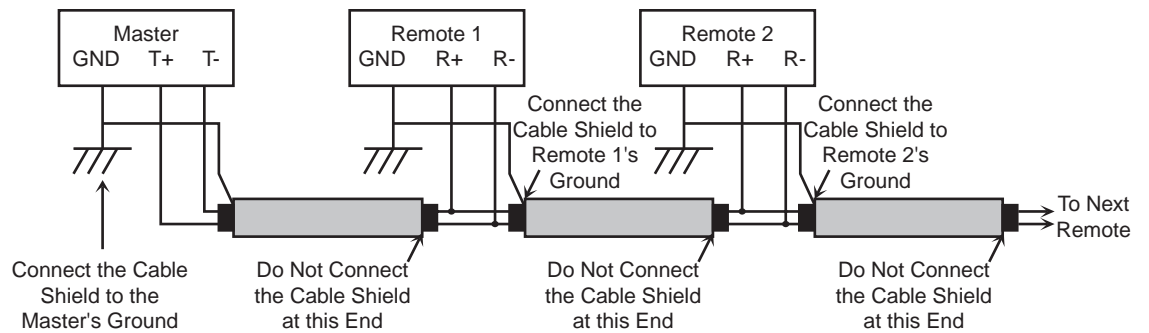 Master
GND T+ T-
Remote 1
GND R+ R-
Remote 2
GND R+ R-
Connect the
Cable Shield to
Remote 1's
Ground
Connect the
Cable Shield to
Remote 2's
Ground
To Next
Remote
Connect the Cable
Shield to the
Master's Ground
Do Not Connect
the Cable Shield
at this End
Do Not Connect
the Cable Shield
at this End
Do Not Connect
the Cable Shield
at this End